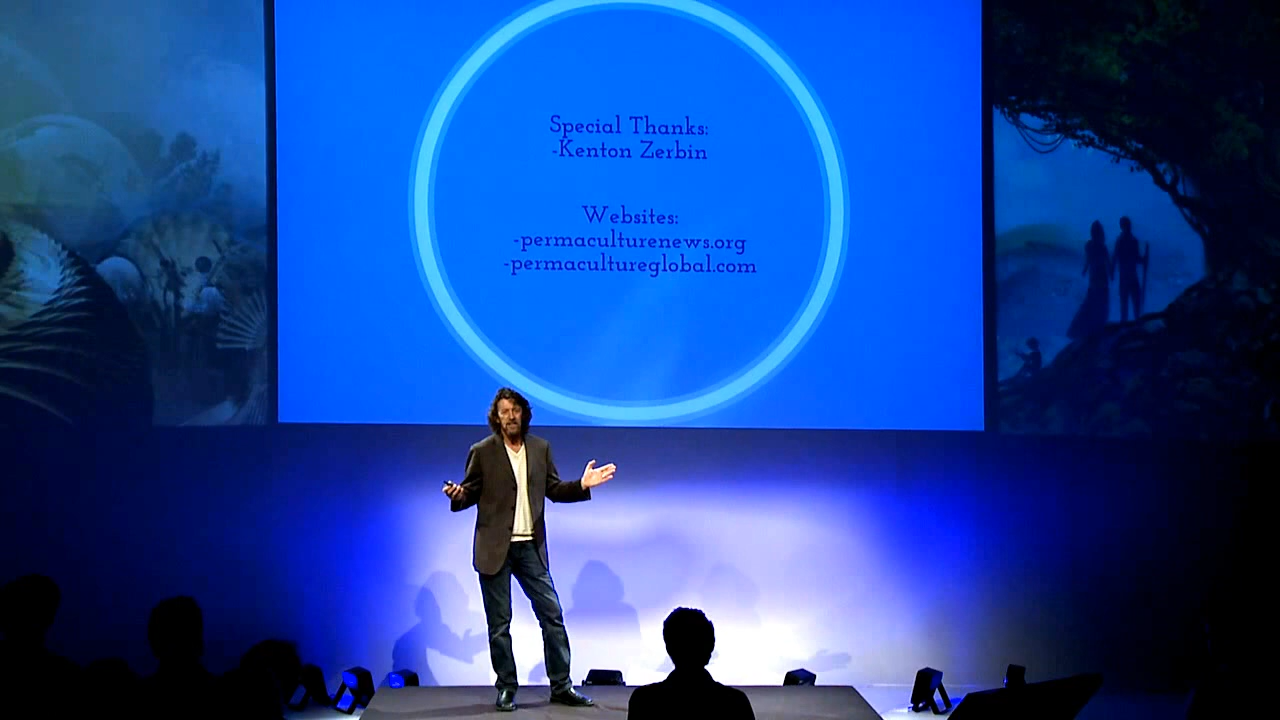 Special Thanks:
-Kenton Zerbin
Websites:
-permaculturenews.org
-permacultureglobal.com